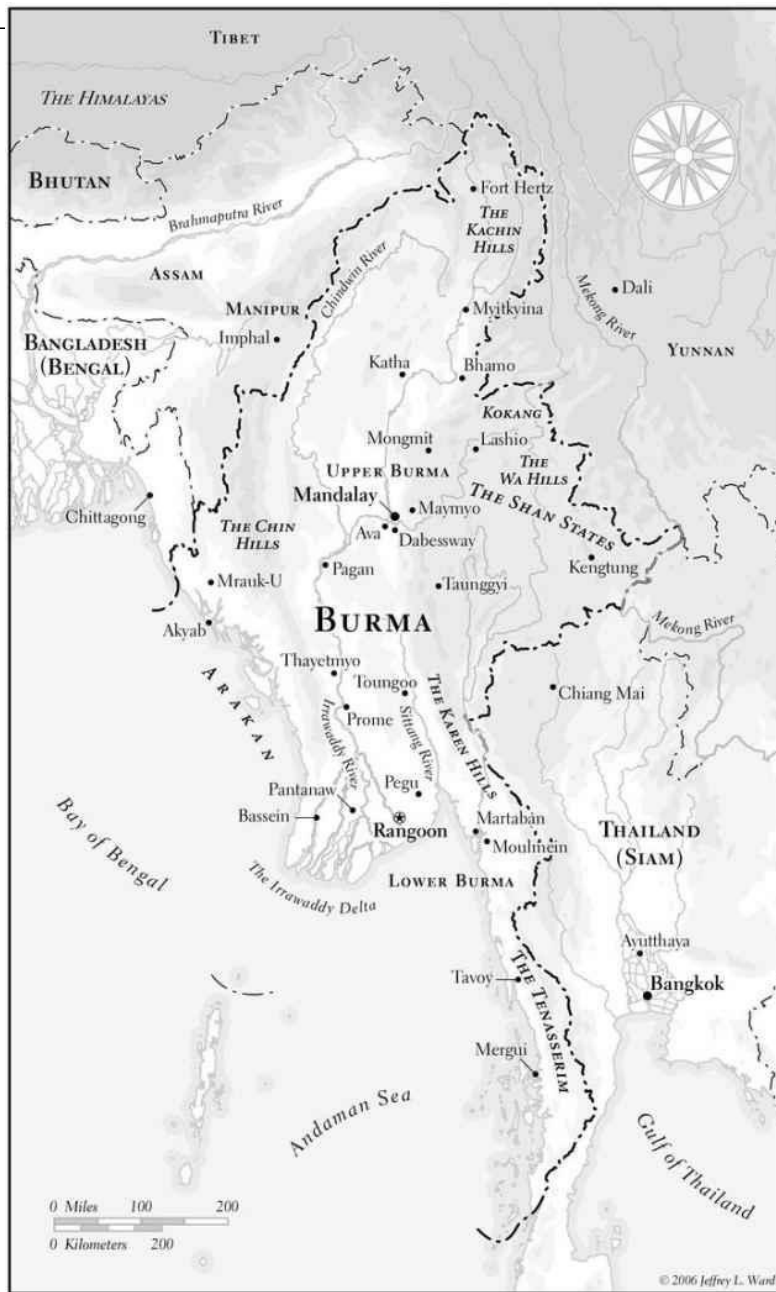 TIBET
THE HIMALAYAS
BHUTAN
Fort Hertz
THE
KACHIN
HILLS
Brahmaputra River
ASSAM
Chindwin River
Mekong River
Dali
MANIPUR
Myitkyina
Imphal
BANGLADESH
(BENGAL)
YUNNAN
Katha
Bhamo
KOKANG
Mongmit
Lashio
UPPER BURMA
THE
WA HILLS
Mandalay
Maymyo
THE SHAN STATES
Chittagong
THE CHIN
HILLS
Ava
Dabessway
Pagan
Kengtung
Mrauk-U
Taunggyi
BURMA
Akyab
Mekong River
ARAKAN
Thayetmyo
Toungoo
THE KAREN HILLS
Chiang Mai
Prome
Irrawaddy River
Sittang River
Pegu
Pantanaw
Bassein
Rangoon
Martaban
Moulmein
THAILAND
(SIAM)
Bay of Bengal
The Irrawaddy Delta
LOWER BURMA
Ayutthaya
Tavoy
THE TENASSERIM
Bangkok
Mergui
Andaman Sea
Gulf of Thailand
0 Miles 100 200
0 Kilometers 200
© 2006 Jeffrey L. Ward